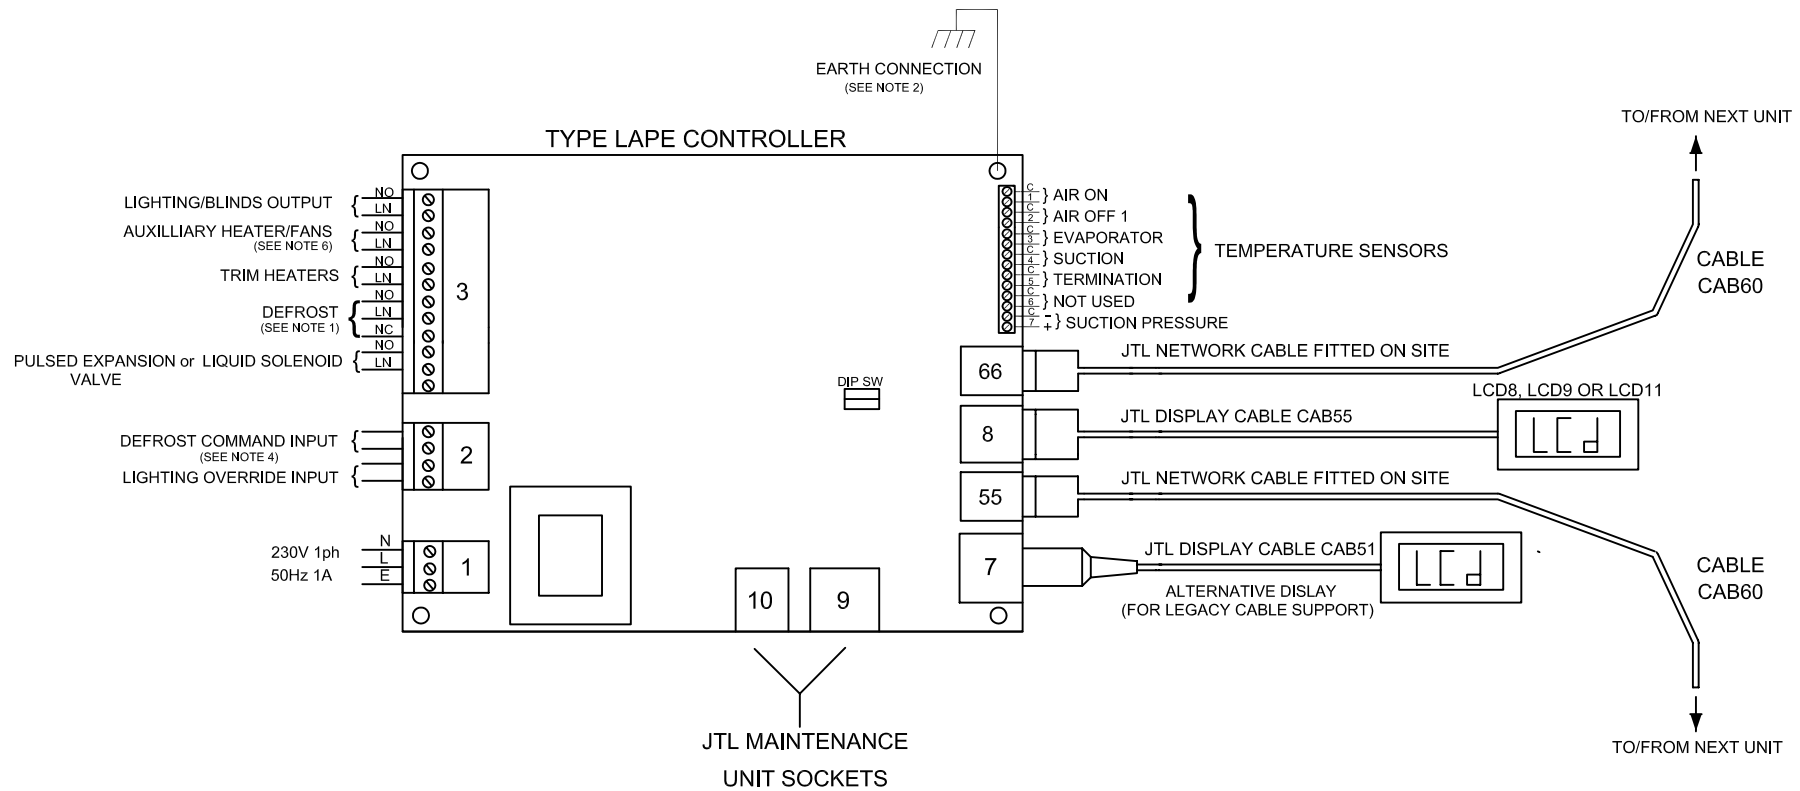 EARTH CONNECTION
(SEE NOTE 2)
TO/FROM NEXT UNIT
TYPE LAPE CONTROLLER
LIGHTING/BLINDS OUTPUT { NO
LN
AUXILLIARY HEATER/FANS { NO
(SEE NOTE 6) LN
TRIM HEATERS { NO
LN
DEFROST { NO
(SEE NOTE 1) LN
NC
PULSED EXPANSION or LIQUID SOLENOID { NO
VALVE LN
3
C
1 } AIR ON
C
2 } AIR OFF 1
C
3 } EVAPORATOR
C
4 } SUCTION
C
5 } TERMINATION
C
6 } NOT USED
C -
7 + } SUCTION PRESSURE
} TEMPERATURE SENSORS
CABLE
CAB60
66
JTL NETWORK CABLE FITTED ON SITE
DIP SW
LCD8, LCD9 OR LCD11
8
JTL DISPLAY CABLE CAB55
LCd
DEFROST COMMAND INPUT {
(SEE NOTE 4)
LIGHTING OVERRIDE INPUT {
2
55
JTL NETWORK CABLE FITTED ON SITE
230V 1ph
50Hz 1A
N
L
E
1
7
JTL DISPLAY CABLE CAB51
LCd
ALTERNATIVE DISLAY
(FOR LEGACY CABLE SUPPORT)
CABLE
CAB60
10
9
JTL MAINTENANCE
UNIT SOCKETS
TO/FROM NEXT UNIT